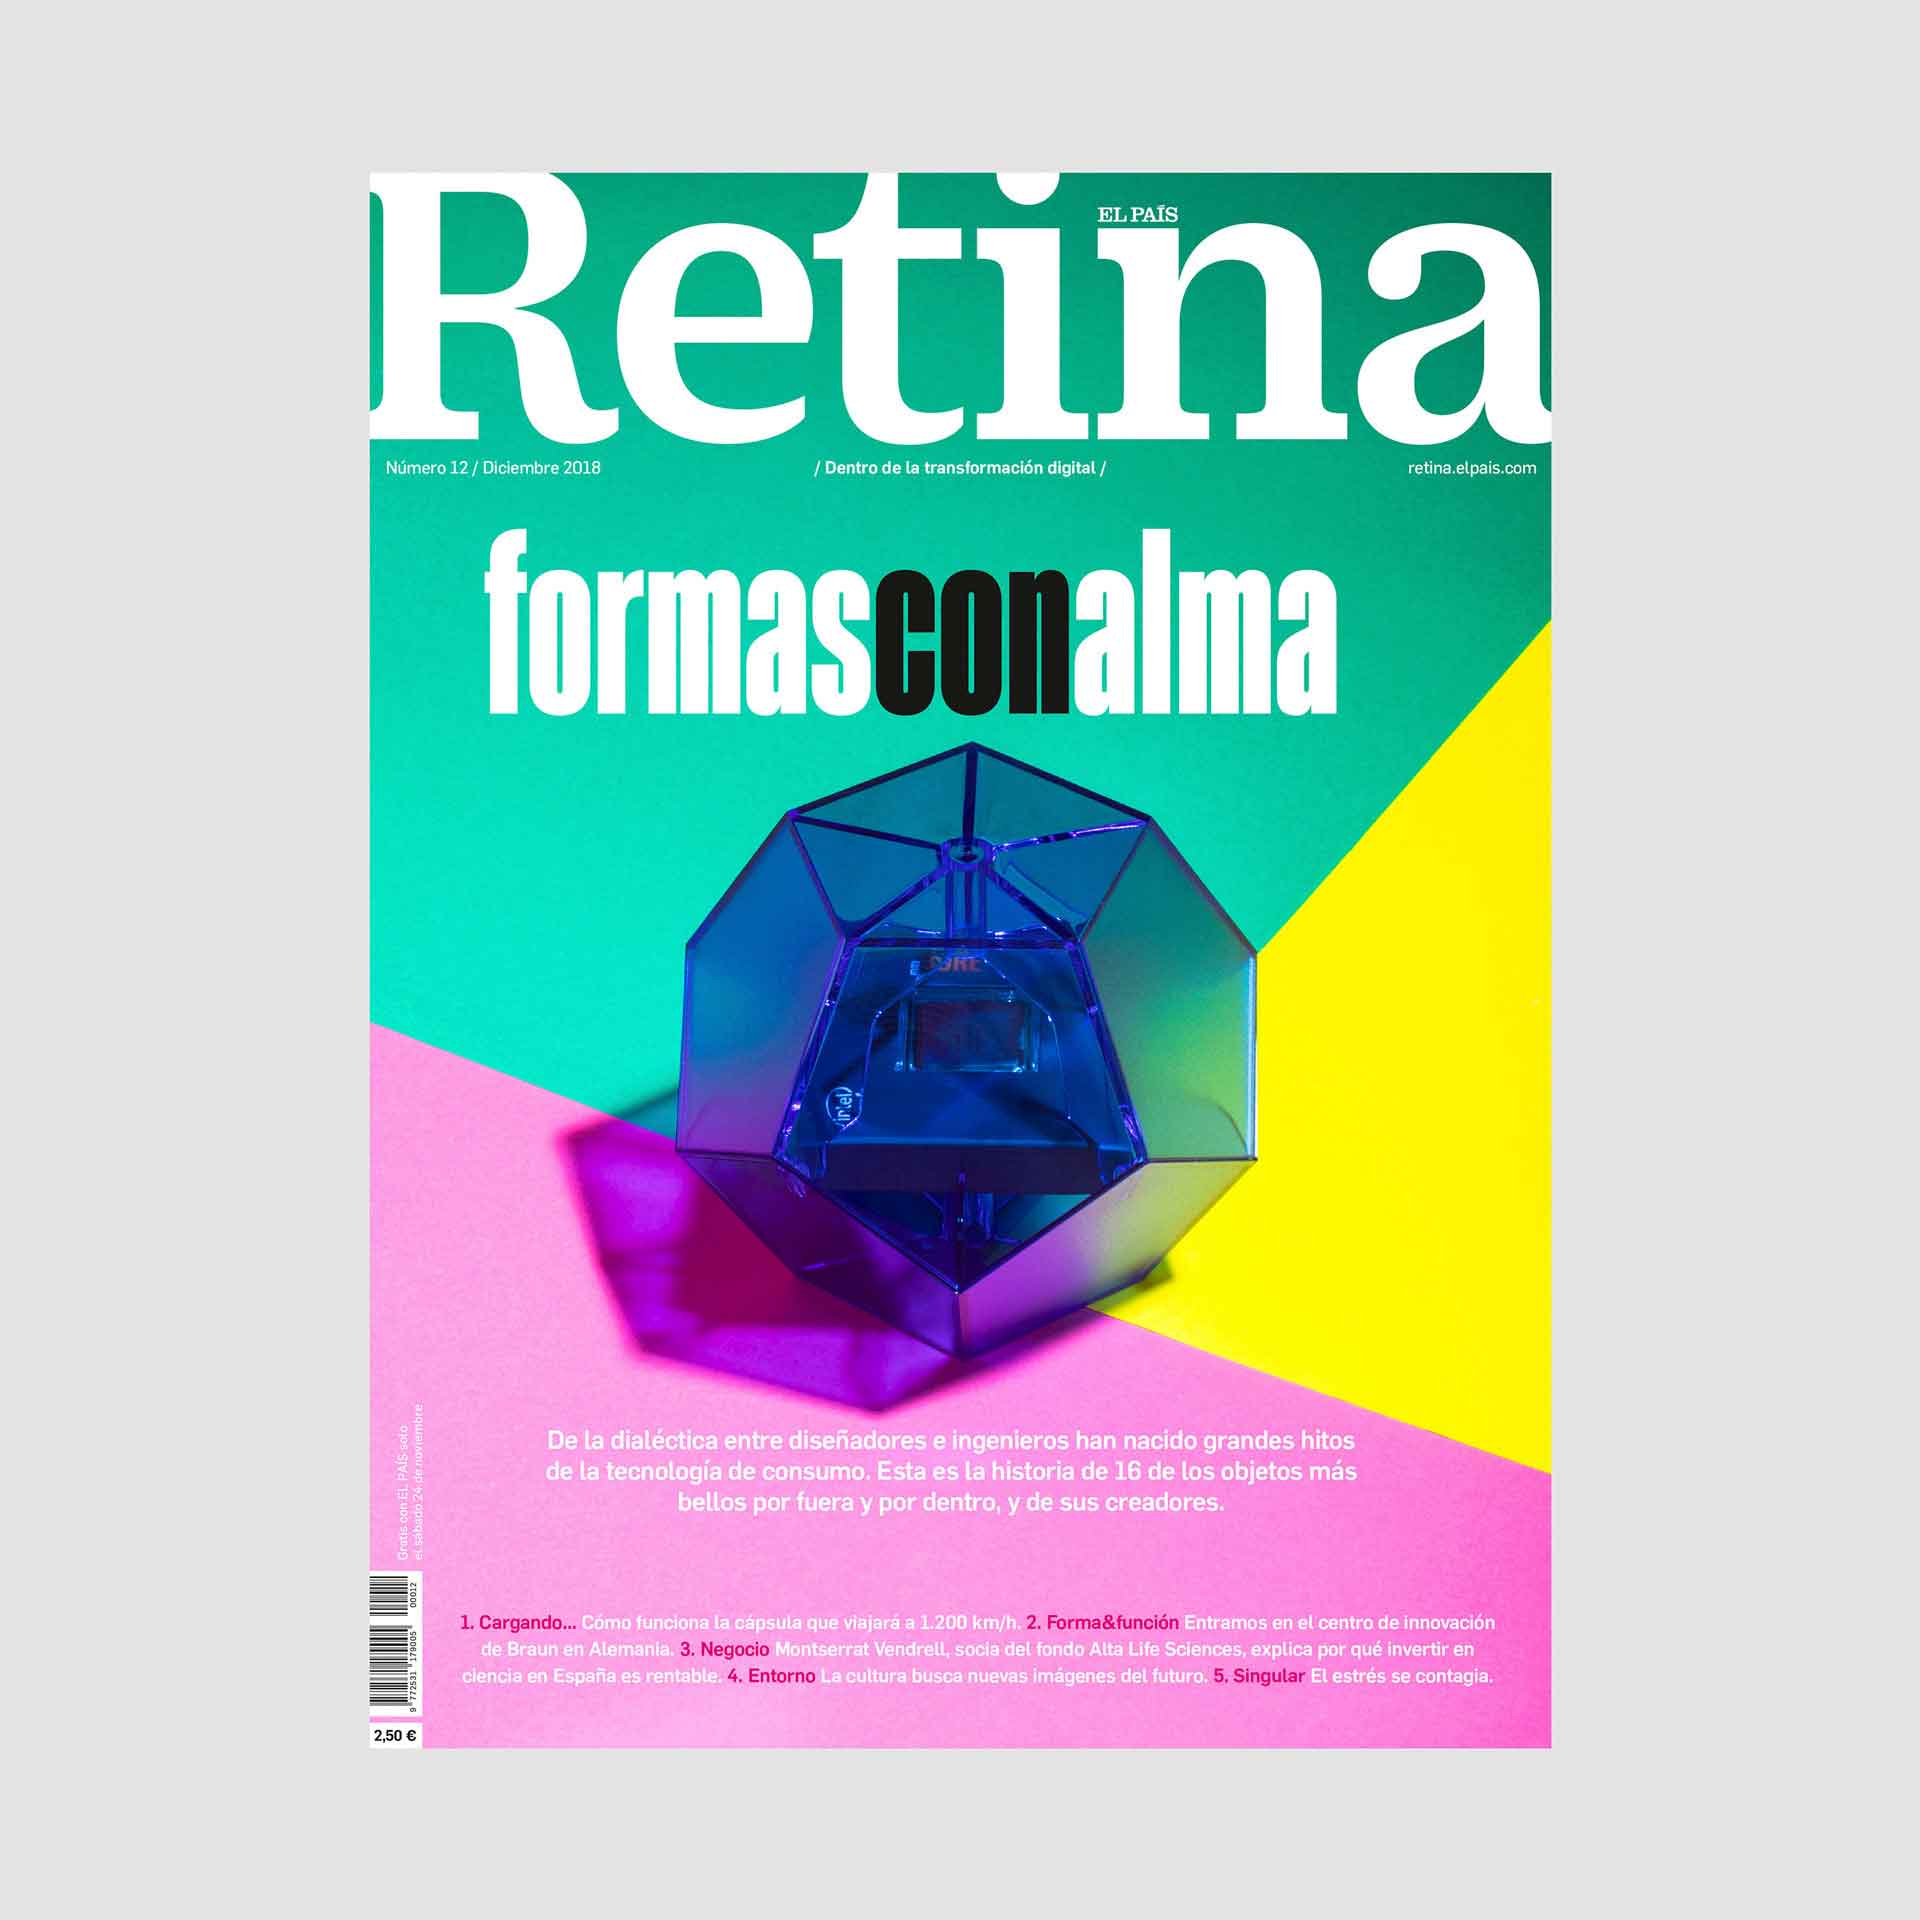 Retina
EL PAÍS
Número 12 / Diciembre 2018
/ Dentro de la transformación digital /
retina.elpais.com
formasconalma
CORE
intel
De la dialéctica entre diseñadores e ingenieros han nacido grandes hitos
de la tecnología de consumo. Esta es la historia de 16 de los objetos más
bellos por fuera y por dentro, y de sus creadores.
Gratis con EL PAÍS solo
el sábado 24 de noviembre
1. Cargando... Cómo funciona la cápsula que viajará a 1.200 km/h. 2. Forma&función Entramos en el centro de innovación
de Braun en Alemania. 3. Negocio Montserrat Vendrell, socia del fondo Alta Life Sciences, explica por qué invertir en
ciencia en España es rentable. 4. Entorno La cultura busca nuevas imágenes del futuro. 5. Singular El estrés se contagia.
00012
9 772531 179005
2,50 €